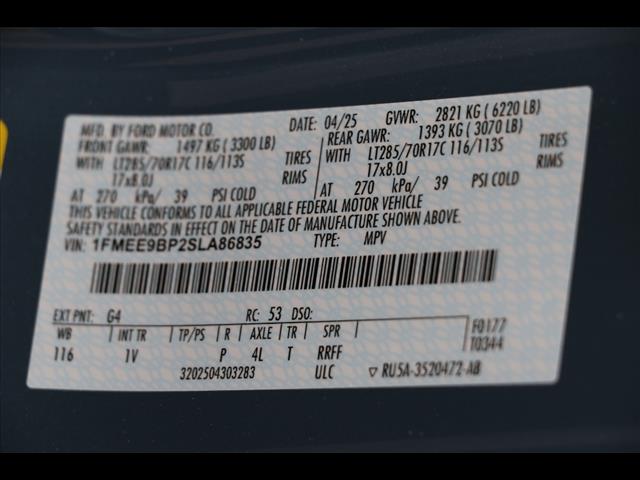 MFD. BY FORD MOTOR CO.
DATE: 04/25 GVWR: 2821 KG ( 6220 LB)
FRONT GAWR: 1497 KG ( 3300 LB)
REAR GAWR: 1393 KG ( 3070 LB)
WITH LT285/70R17C 116/113S TIRES
WITH LT285/70R17C 116/113S TIRES
17x8.0J RIMS
17x8.0J RIMS
AT 270 kPa/ 39 PSI COLD
AT 270 kPa/ 39 PSI COLD
THIS VEHICLE CONFORMS TO ALL APPLICABLE FEDERAL MOTOR VEHICLE
SAFETY STANDARDS IN EFFECT ON THE DATE OF MANUFACTURE SHOWN ABOVE.
VIN: 1FMEE9BP2SLA86835 TYPE: MPV
EXT PNT: G4 RC: 53 DSO:
WB INT TR TP/PS R AXLE TR SPR
F0177
116 1V P 4L T RRFF
T0344
3202504303283 ULC ▽ RU5A-3520472-AB